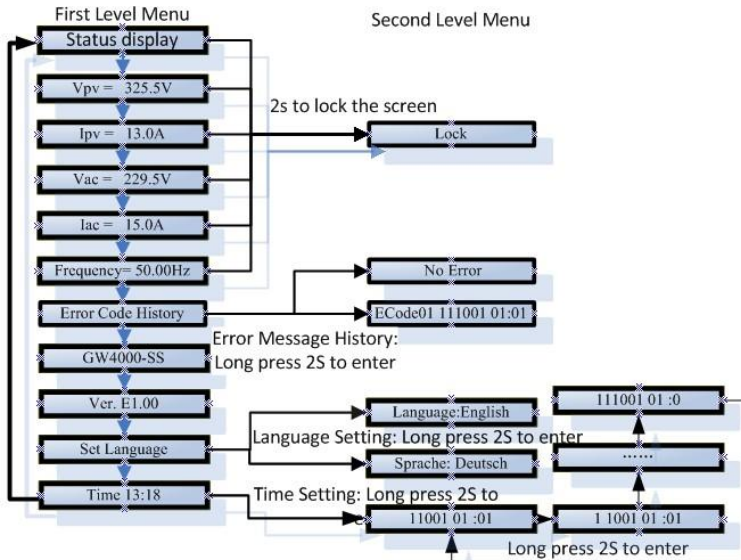 First Level Menu
Second Level Menu
Status display
Vpv = 325.5V
2s to lock the screen
Ipv = 13.0A
Lock
Vac = 229.5V
Iac = 15.0A
Frequency= 50.00Hz
No Error
Error Code History
ECode01 111001 01:01
Error Message History:
Long press 2S to enter
GW4000-SS
Ver. E1.00
Language:English
111001 01 :0
Language Setting: Long press 2S to enter
Set Language
Sprache: Deutsch
......
Time Setting: Long press 2S to
Time 13:18
11001 01 :01
1 1001 01 :01
Long press 2S to enter